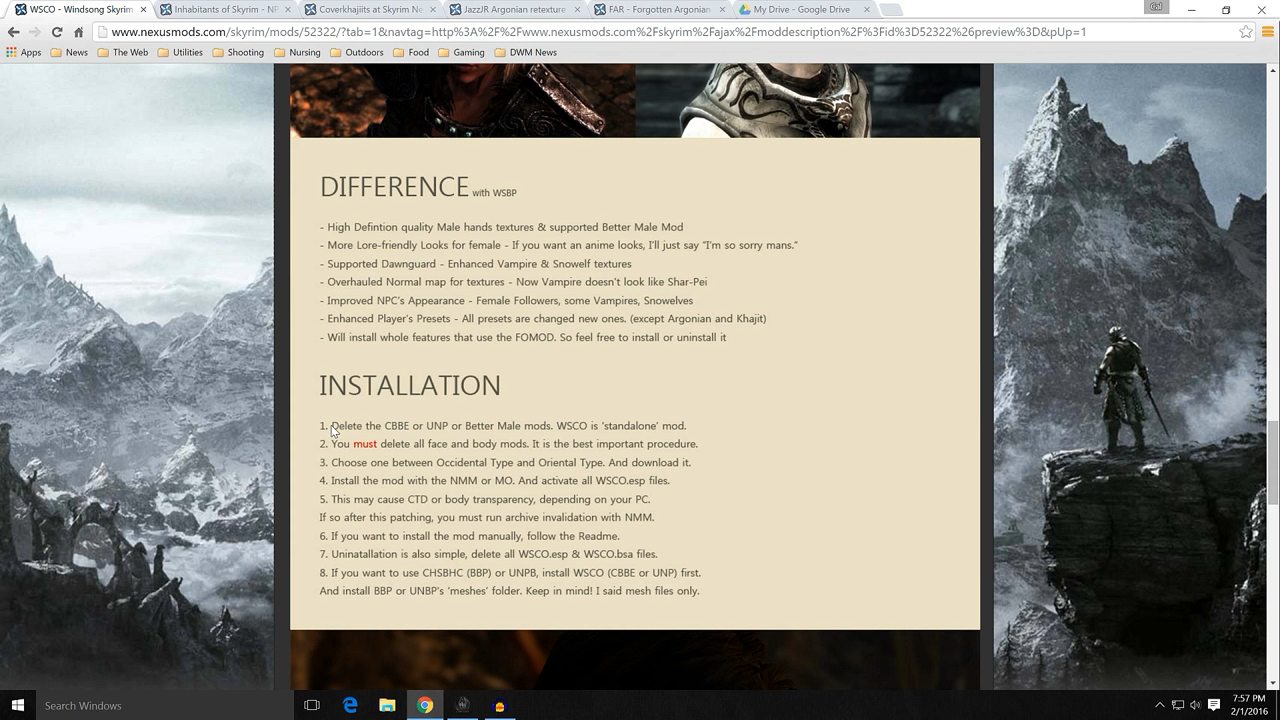 WSCO - Windsong Skyrim
Inhabitants of Skyrim - NP
Coverkhajiits at Skyrim Ne
JazzJR Argonian retexture
FAR - Forgotten Argonian
My Drive - Google Drive
www.nexusmods.com/skyrim/mods/52322/?tab=1&navtag=http%3A%2F%2Fwww.nexusmods.com%2Fskyrim%2Fajax%2Fmoddescription%2F%3Fid%3D52322%26preview%3D&pUp=1
Apps
News
The Web
Utilities
Shooting
Nursing
Outdoors
Food
Gaming
DWM News
DIFFERENCE with WSBP
- High Defintion quality Male hands textures & supported Better Male Mod
- More Lore-friendly Looks for female - If you want an anime looks, I'll just say "I'm so sorry mans."
- Supported Dawnguard - Enhanced Vampire & Snowelf textures
- Overhauled Normal map for textures - Now Vampire doesn't look like Shar-Pei
- Improved NPC's Appearance - Female Followers, some Vampires, Snowelves
- Enhanced Player's Presets - All presets are changed new ones. (except Argonian and Khajit)
- Will install whole features that use the FOMOD. So feel free to install or uninstall it
INSTALLATION
1. Delete the CBBE or UNP or Better Male mods. WSCO is 'standalone' mod.
2. You must delete all face and body mods. It is the best important procedure.
3. Choose one between Occidental Type and Oriental Type. And download it.
4. Install the mod with the NMM or MO. And activate all WSCO.esp files.
5. This may cause CTD or body transparency, depending on your PC.
If so after this patching, you must run archive invalidation with NMM.
6. If you want to install the mod manually, follow the Readme.
7. Uninatallation is also simple, delete all WSCO.esp & WSCO.bsa files.
8. If you want to use CHSBHC (BBP) or UNPB, install WSCO (CBBE or UNP) first.
And install BBP or UNBP's 'meshes' folder. Keep in mind! I said mesh files only.
Search Windows
7:57 PM
2/1/2016